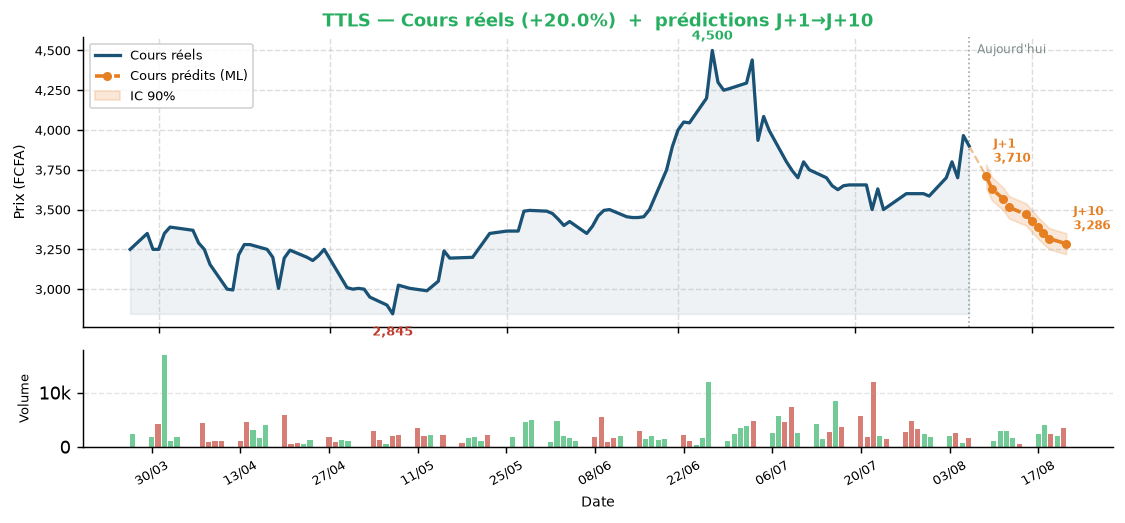 TTLS — Cours réels (+20.0%)  +  prédictions J+1→J+10
4,500
Aujourd'hui
Cours réels
Cours prédits (ML)
IC 90%
4,500
4,250
4,000
3,750
3,500
3,250
3,000
Prix (FCFA)
J+1
3,710
J+10
3,286
2,845
Volume
10k
0
30/03
13/04
27/04
11/05
25/05
08/06
22/06
06/07
20/07
03/08
17/08
Date